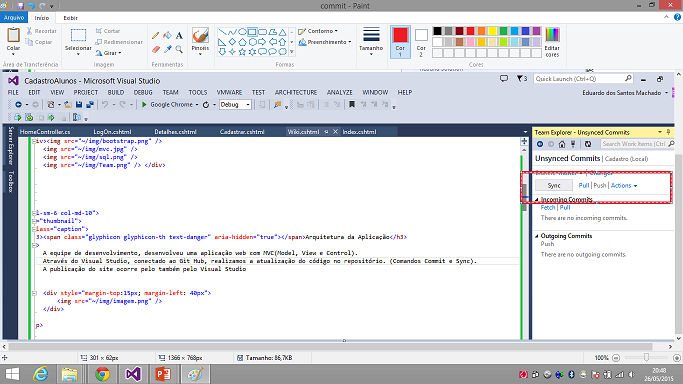 commit - Paint
Arquivo Início Exibir
Colar
Recortar
Copiar
Selecionar
Cortar
Redimensionar
Girar
Pincéis
Contorno
Preenchimento
Tamanho
Cor 1
Cor 2
Editar cores
Área de Transferência Imagem Ferramentas Formas Cores
CadastroAlunos - Microsoft Visual Studio
3
Quick Launch (Ctrl+Q)
FILE EDIT VIEW PROJECT BUILD DEBUG TEAM TOOLS VMWARE TEST ARCHITECTURE ANALYZE WINDOW HELP
Eduardo dos Santos Machado
Google Chrome Debug
Server Explorer
Toolbox
HomeController.cs LogOn.cshtml Detalhes.cshtml Cadastrar.cshtml Wiki.cshtml Index.cshtml
iv><img src="~/img/bootstrap.png" />
<img src="~/img/mvc.jpg" />
<img src="~/img/sql.png" />
<img src="~/img/Team.png" /> </div>
l-sm-6 col-md-10">
="thumbnail">
lass="caption">
3><span class="glyphicon glyphicon-th text-danger" aria-hidden="true"></span>Arquitetura da Aplicação</h3>
>
A equipe de desenvolvimento, desenvolveu uma aplicação web com MVC(Model, View e Control).
Através do Visual Studio, conectado ao Git Hub, realizamos a atualização do código no repositório. (Comandos Commit e Sync).
A publicação do site ocorre pelo também pelo Visual Studio
<div style="margin-top:15px; margin-left: 40px">
<img src="~/img/imagem.png" />
</div>
p>
Team Explorer - Unsynced Commits
Search Work Items (Ctrl
Unsynced Commits | Cadastro (Local)
Sync Pull | Push | Actions
Incoming Commits
Fetch | Pull
There are no incoming commits.
Outgoing Commits
Push
There are no outgoing commits.
301 × 62px 1366 × 768px Tamanho: 86,7KB 100%
20:48
26/05/2015